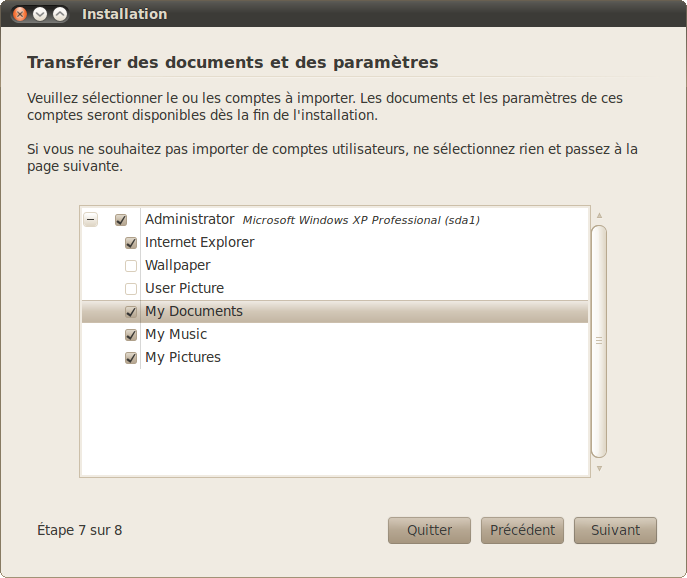 Installation
Transférer des documents et des paramètres
Veuillez sélectionner le ou les comptes à importer. Les documents et les paramètres de ces
comptes seront disponibles dès la fin de l'installation.
Si vous ne souhaitez pas importer de comptes utilisateurs, ne sélectionnez rien et passez à la
page suivante.
Administrator Microsoft Windows XP Professional (sda1)
Internet Explorer
Wallpaper
User Picture
My Documents
My Music
My Pictures
Étape 7 sur 8 Quitter Précédent Suivant